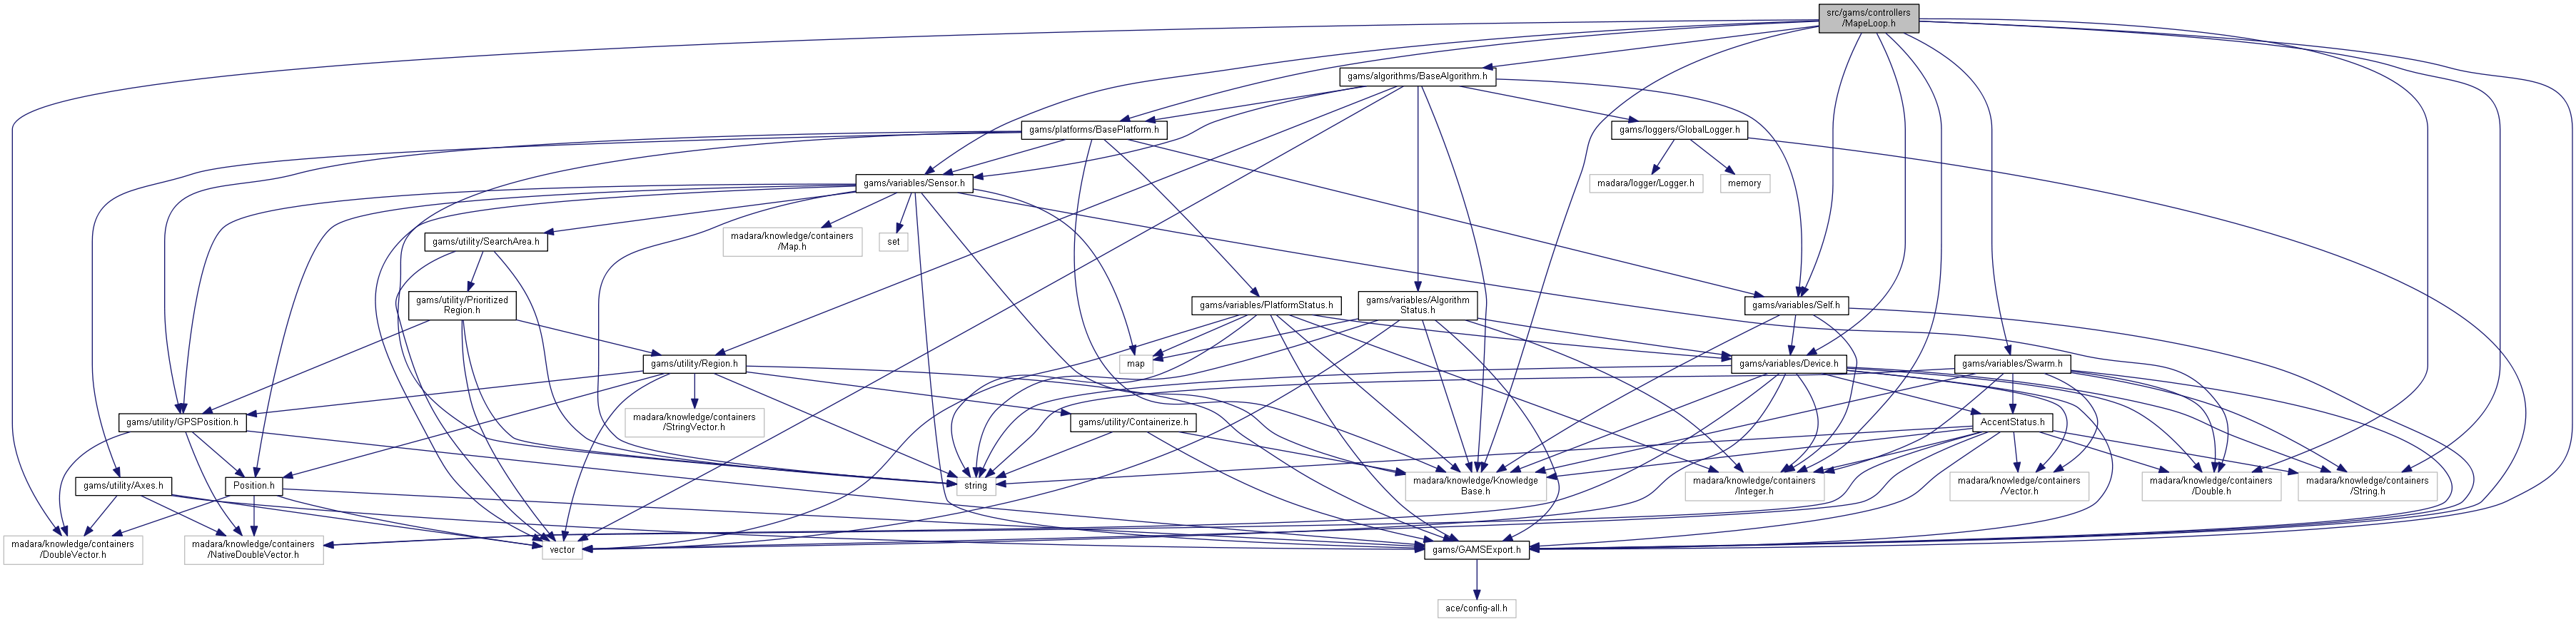 src/gams/controllers
/MapeLoop.h
gams/algorithms/BaseAlgorithm.h
gams/platforms/BasePlatform.h
gams/loggers/GlobalLogger.h
gams/variables/Sensor.h
madara/logger/Logger.h
memory
gams/utility/SearchArea.h
madara/knowledge/containers
/Map.h
set
gams/utility/Prioritized
Region.h
gams/variables/PlatformStatus.h
gams/variables/Algorithm
Status.h
gams/variables/Self.h
gams/utility/Region.h
map
gams/variables/Device.h
gams/variables/Swarm.h
gams/utility/GPSPosition.h
madara/knowledge/containers
/StringVector.h
gams/utility/Containerize.h
AccentStatus.h
gams/utility/Axes.h
Position.h
string
madara/knowledge/Knowledge
Base.h
madara/knowledge/containers
/Integer.h
madara/knowledge/containers
/Vector.h
madara/knowledge/containers
/Double.h
madara/knowledge/containers
/String.h
madara/knowledge/containers
/DoubleVector.h
madara/knowledge/containers
/NativeDoubleVector.h
vector
gams/GAMSExport.h
ace/config-all.h